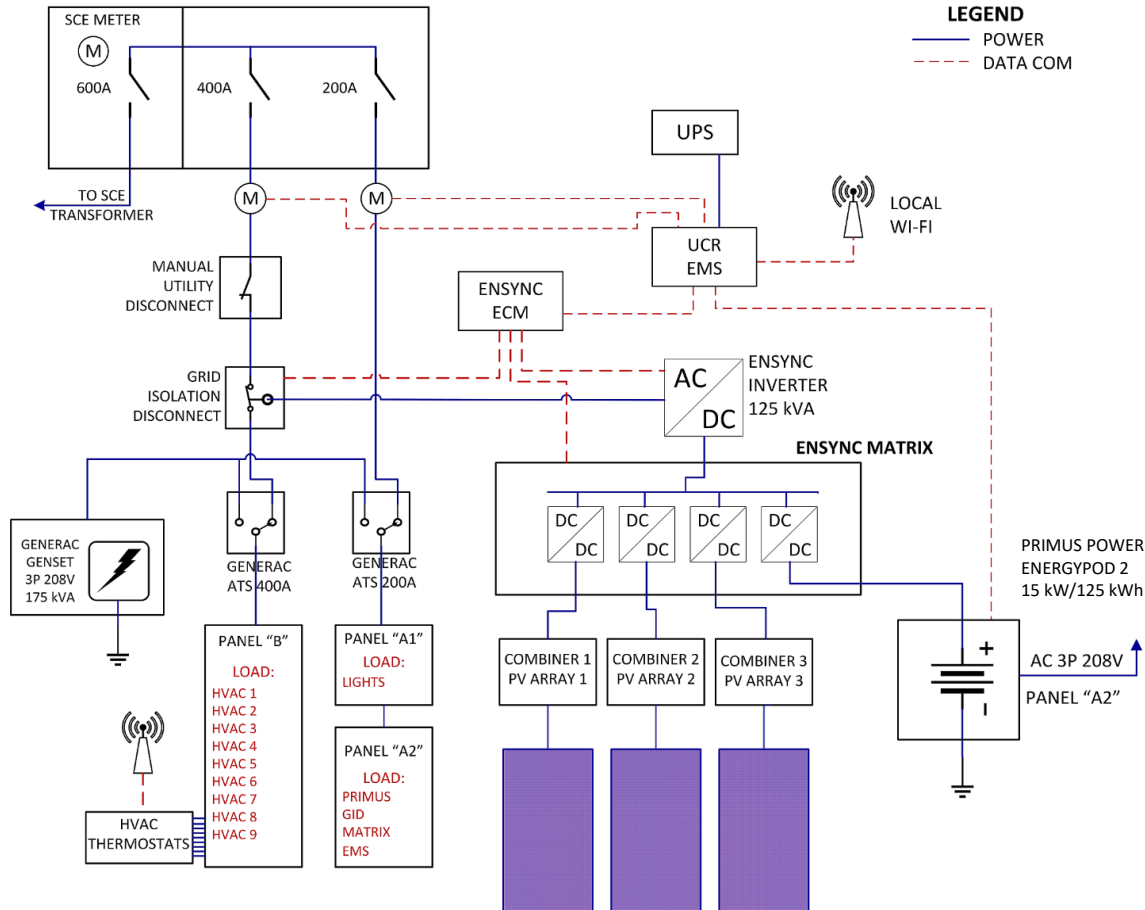 SCE METER
M
600A
400A
200A
TO SCE
TRANSFORMER
LEGEND
POWER
DATA COM
UPS
M
M
LOCAL
WI-FI
UCR
EMS
MANUAL
UTILITY
DISCONNECT
ENSYNC
ECM
GRID
ISOLATION
DISCONNECT
AC
DC
ENSYNC
INVERTER
125 kVA
ENSYNC MATRIX
DC
DC
DC
DC
DC
DC
DC
DC
GENERAC
GENSET
3P 208V
175 kVA
GENERAC
ATS 400A
GENERAC
ATS 200A
PRIMUS POWER
ENERGYPOD 2
15 kW/125 kWh
PANEL “B”
LOAD:
HVAC 1
HVAC 2
HVAC 3
HVAC 4
HVAC 5
HVAC 6
HVAC 7
HVAC 8
HVAC 9
PANEL “A1”
LOAD:
LIGHTS
COMBINER 1
PV ARRAY 1
COMBINER 2
PV ARRAY 2
COMBINER 3
PV ARRAY 3
+
-
AC 3P 208V
PANEL “A2”
PANEL “A2”
LOAD:
PRIMUS
GID
MATRIX
EMS
HVAC
THERMOSTATS